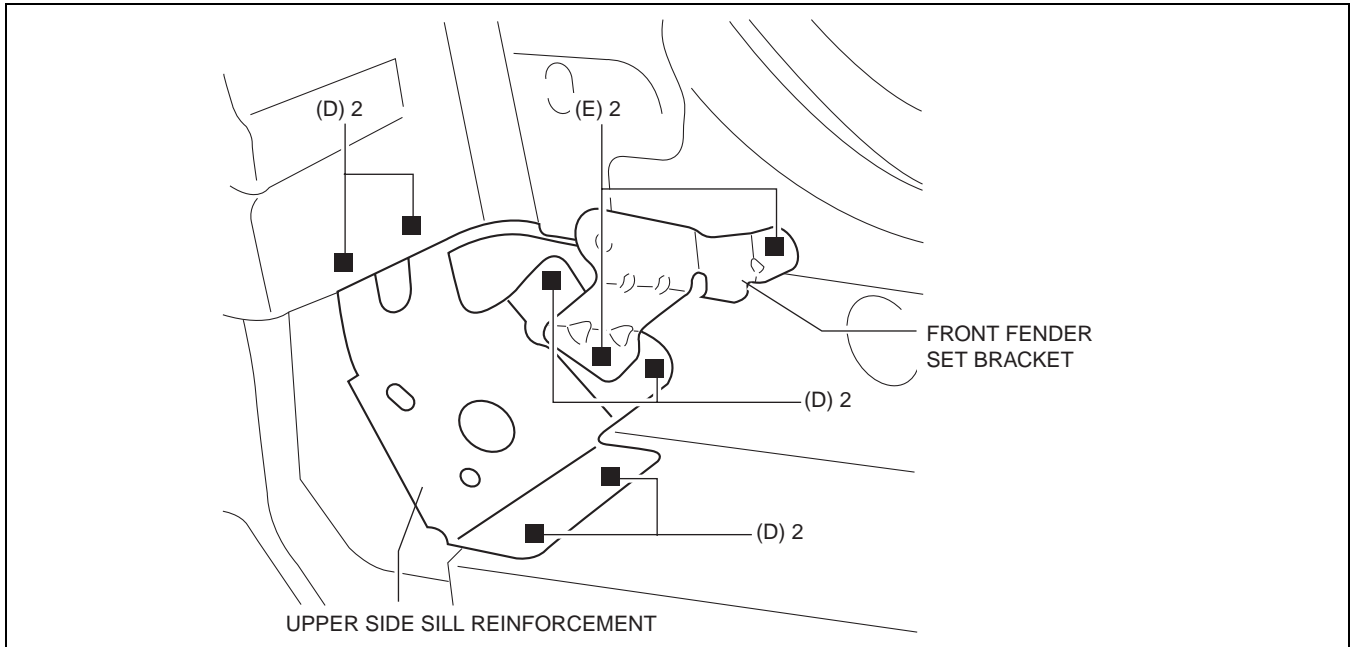 (D) 2
(E) 2
FRONT FENDER
SET BRACKET
(D) 2
(D) 2
UPPER SIDE SILL REINFORCEMENT